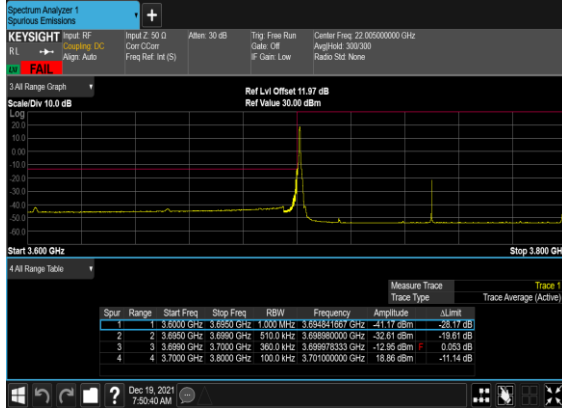 Spectrum Analyzer 1
Spurious Emissions
+
KEYSIGHT Input: RF Input Z: 50 Ω Atten: 30 dB Trig: Free Run Center Freq: 22.005000000 GHz
RL Coupling: DC Corr CCorr Gate: Off Avg|Hold: 300/300
Align: Auto Freq Ref: Int (S) IF Gain: Low Radio Std: None
FAIL
3 All Range Graph
Ref Lvl Offset 11.97 dB
Scale/Div 10.0 dB Ref Value 30.00 dBm
Log
20.0
10.0
0.00
-10.0
-20.0
-30.0
-40.0
-50.0
-60.0
Start 3.600 GHz Stop 3.800 GH
4 All Range Table
Measure Trace Trace 1
Trace Type Trace Average (Active)
Spur Range Start Freq Stop Freq RBW Frequency Amplitude ΔLimit
1 1 3.6000 GHz 3.6950 GHz 1.000 MHz 3.694841667 GHz -41.17 dBm -28.17 dB
2 2 3.6950 GHz 3.6990 GHz 510.0 kHz 3.698980000 GHz -32.61 dBm -19.61 dB
3 3 3.6990 GHz 3.7000 GHz 360.0 kHz 3.699978333 GHz -12.95 dBm F 0.053 dB
4 4 3.7000 GHz 3.8000 GHz 100.0 kHz 3.701000000 GHz 18.86 dBm -11.14 dB
? Dec 19, 2021
7:50:40 AM